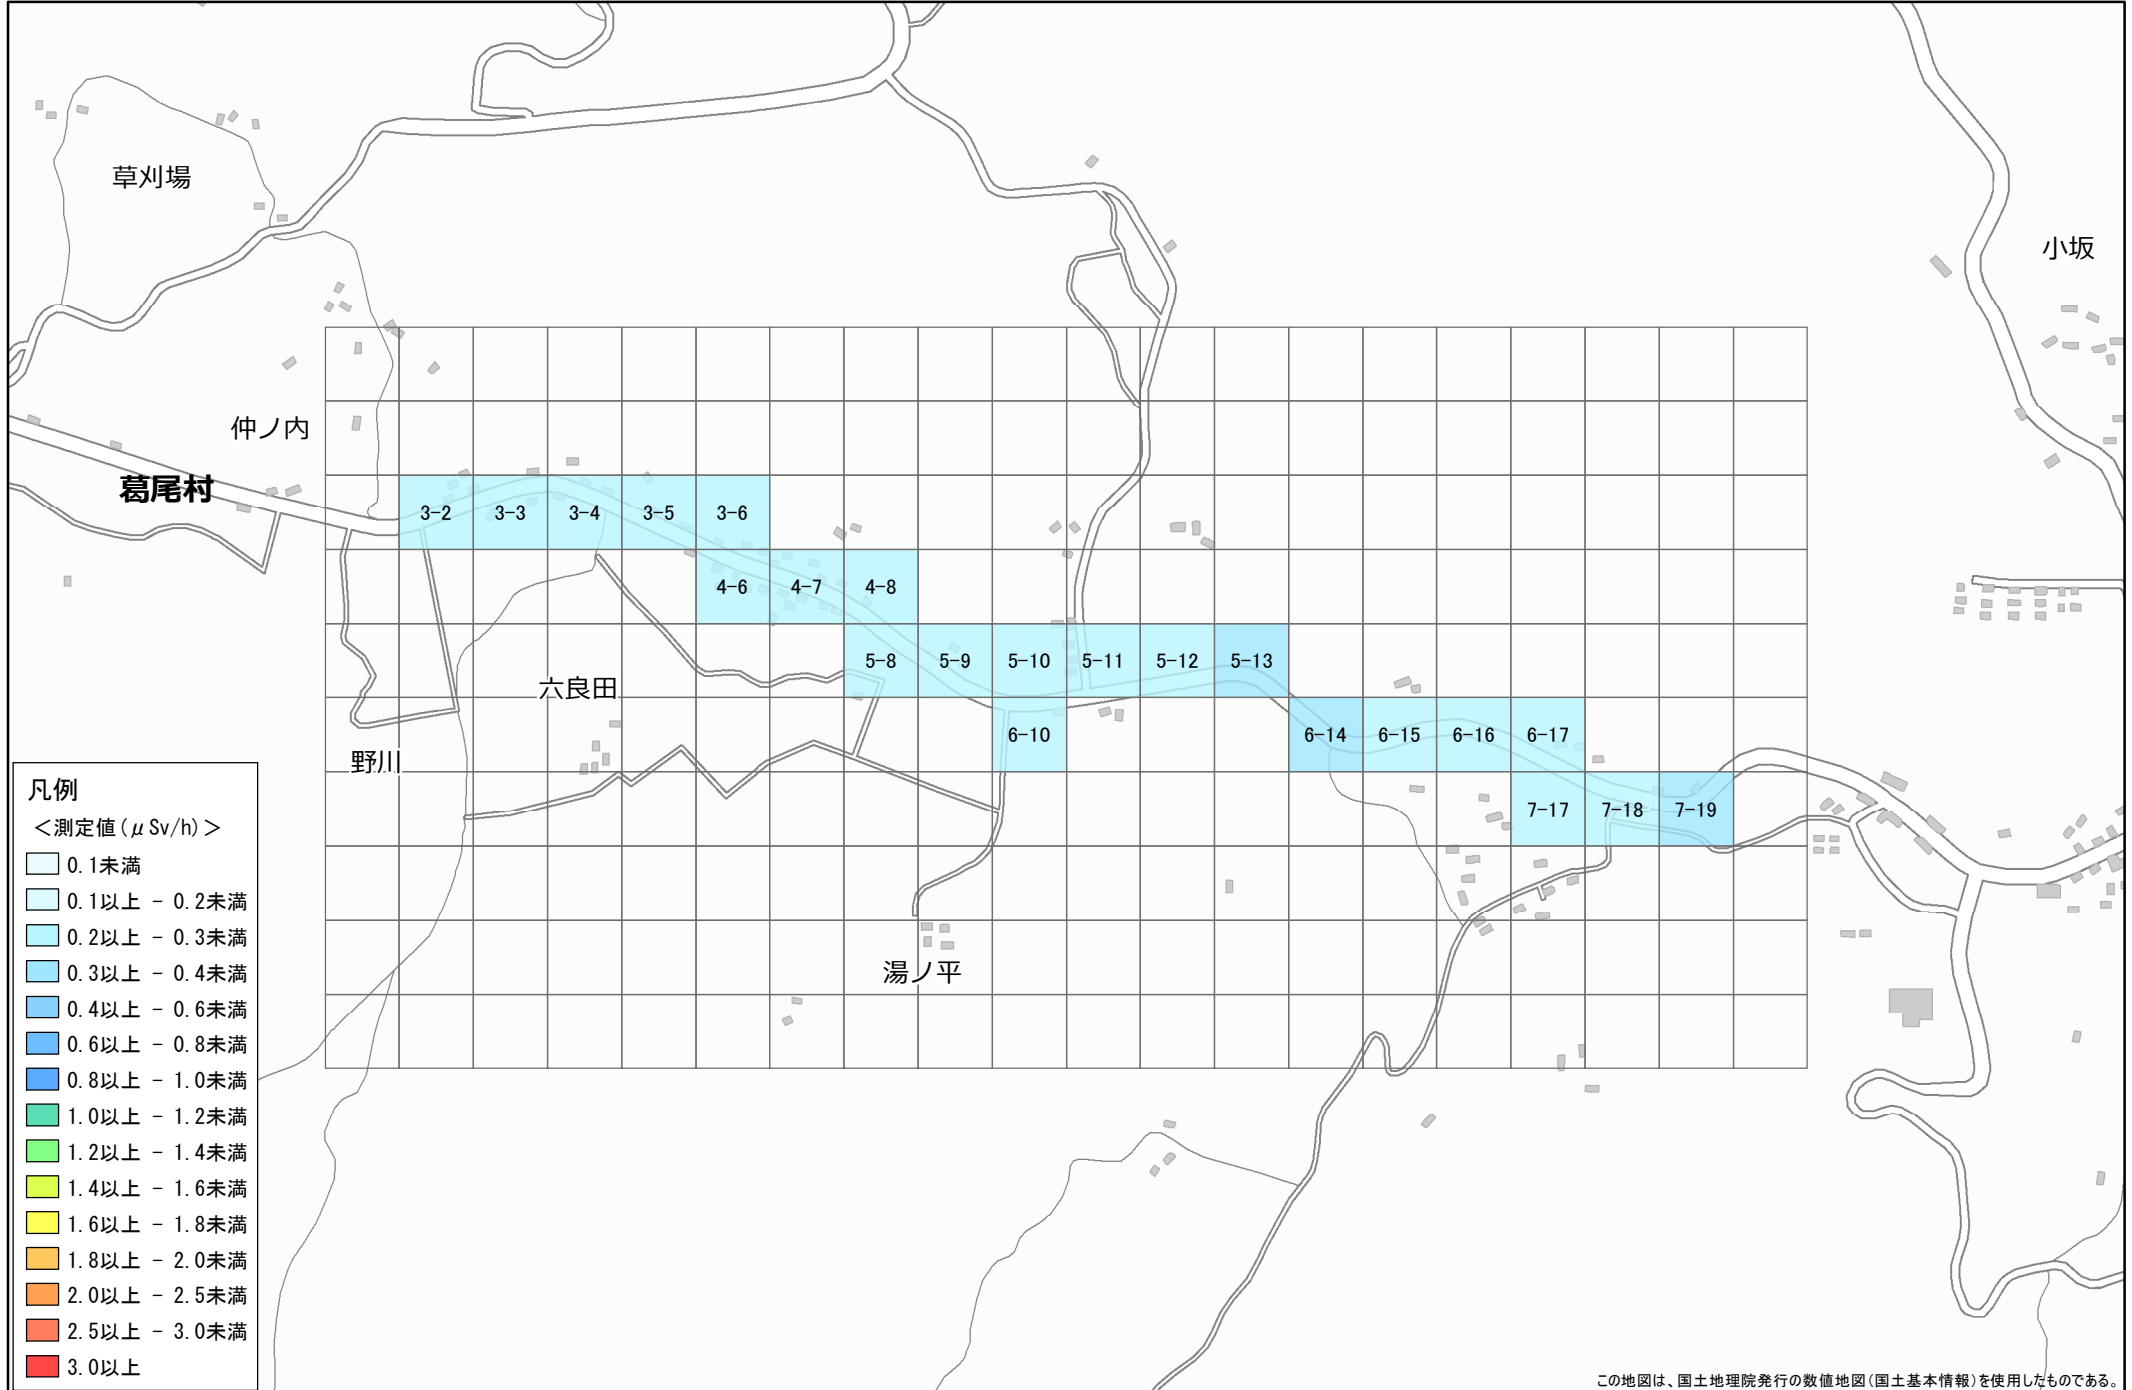 草刈場
小坂
仲ノ内
葛尾村
3-2
3-3
3-4
3-5
3-6
4-6
4-7
4-8
5-8
5-9
5-10
5-11
5-12
5-13
六良田
6-10
6-14
6-15
6-16
6-17
野川
7-17
7-18
7-19
湯ノ平
凡例
＜測定値(μSv/h)＞
0.1未満
0.1以上 － 0.2未満
0.2以上 － 0.3未満
0.3以上 － 0.4未満
0.4以上 － 0.6未満
0.6以上 － 0.8未満
0.8以上 － 1.0未満
1.0以上 － 1.2未満
1.2以上 － 1.4未満
1.4以上 － 1.6未満
1.6以上 － 1.8未満
1.8以上 － 2.0未満
2.0以上 － 2.5未満
2.5以上 － 3.0未満
3.0以上
この地図は、国土地理院発行の数値地図(国土基本情報)を使用したものである。